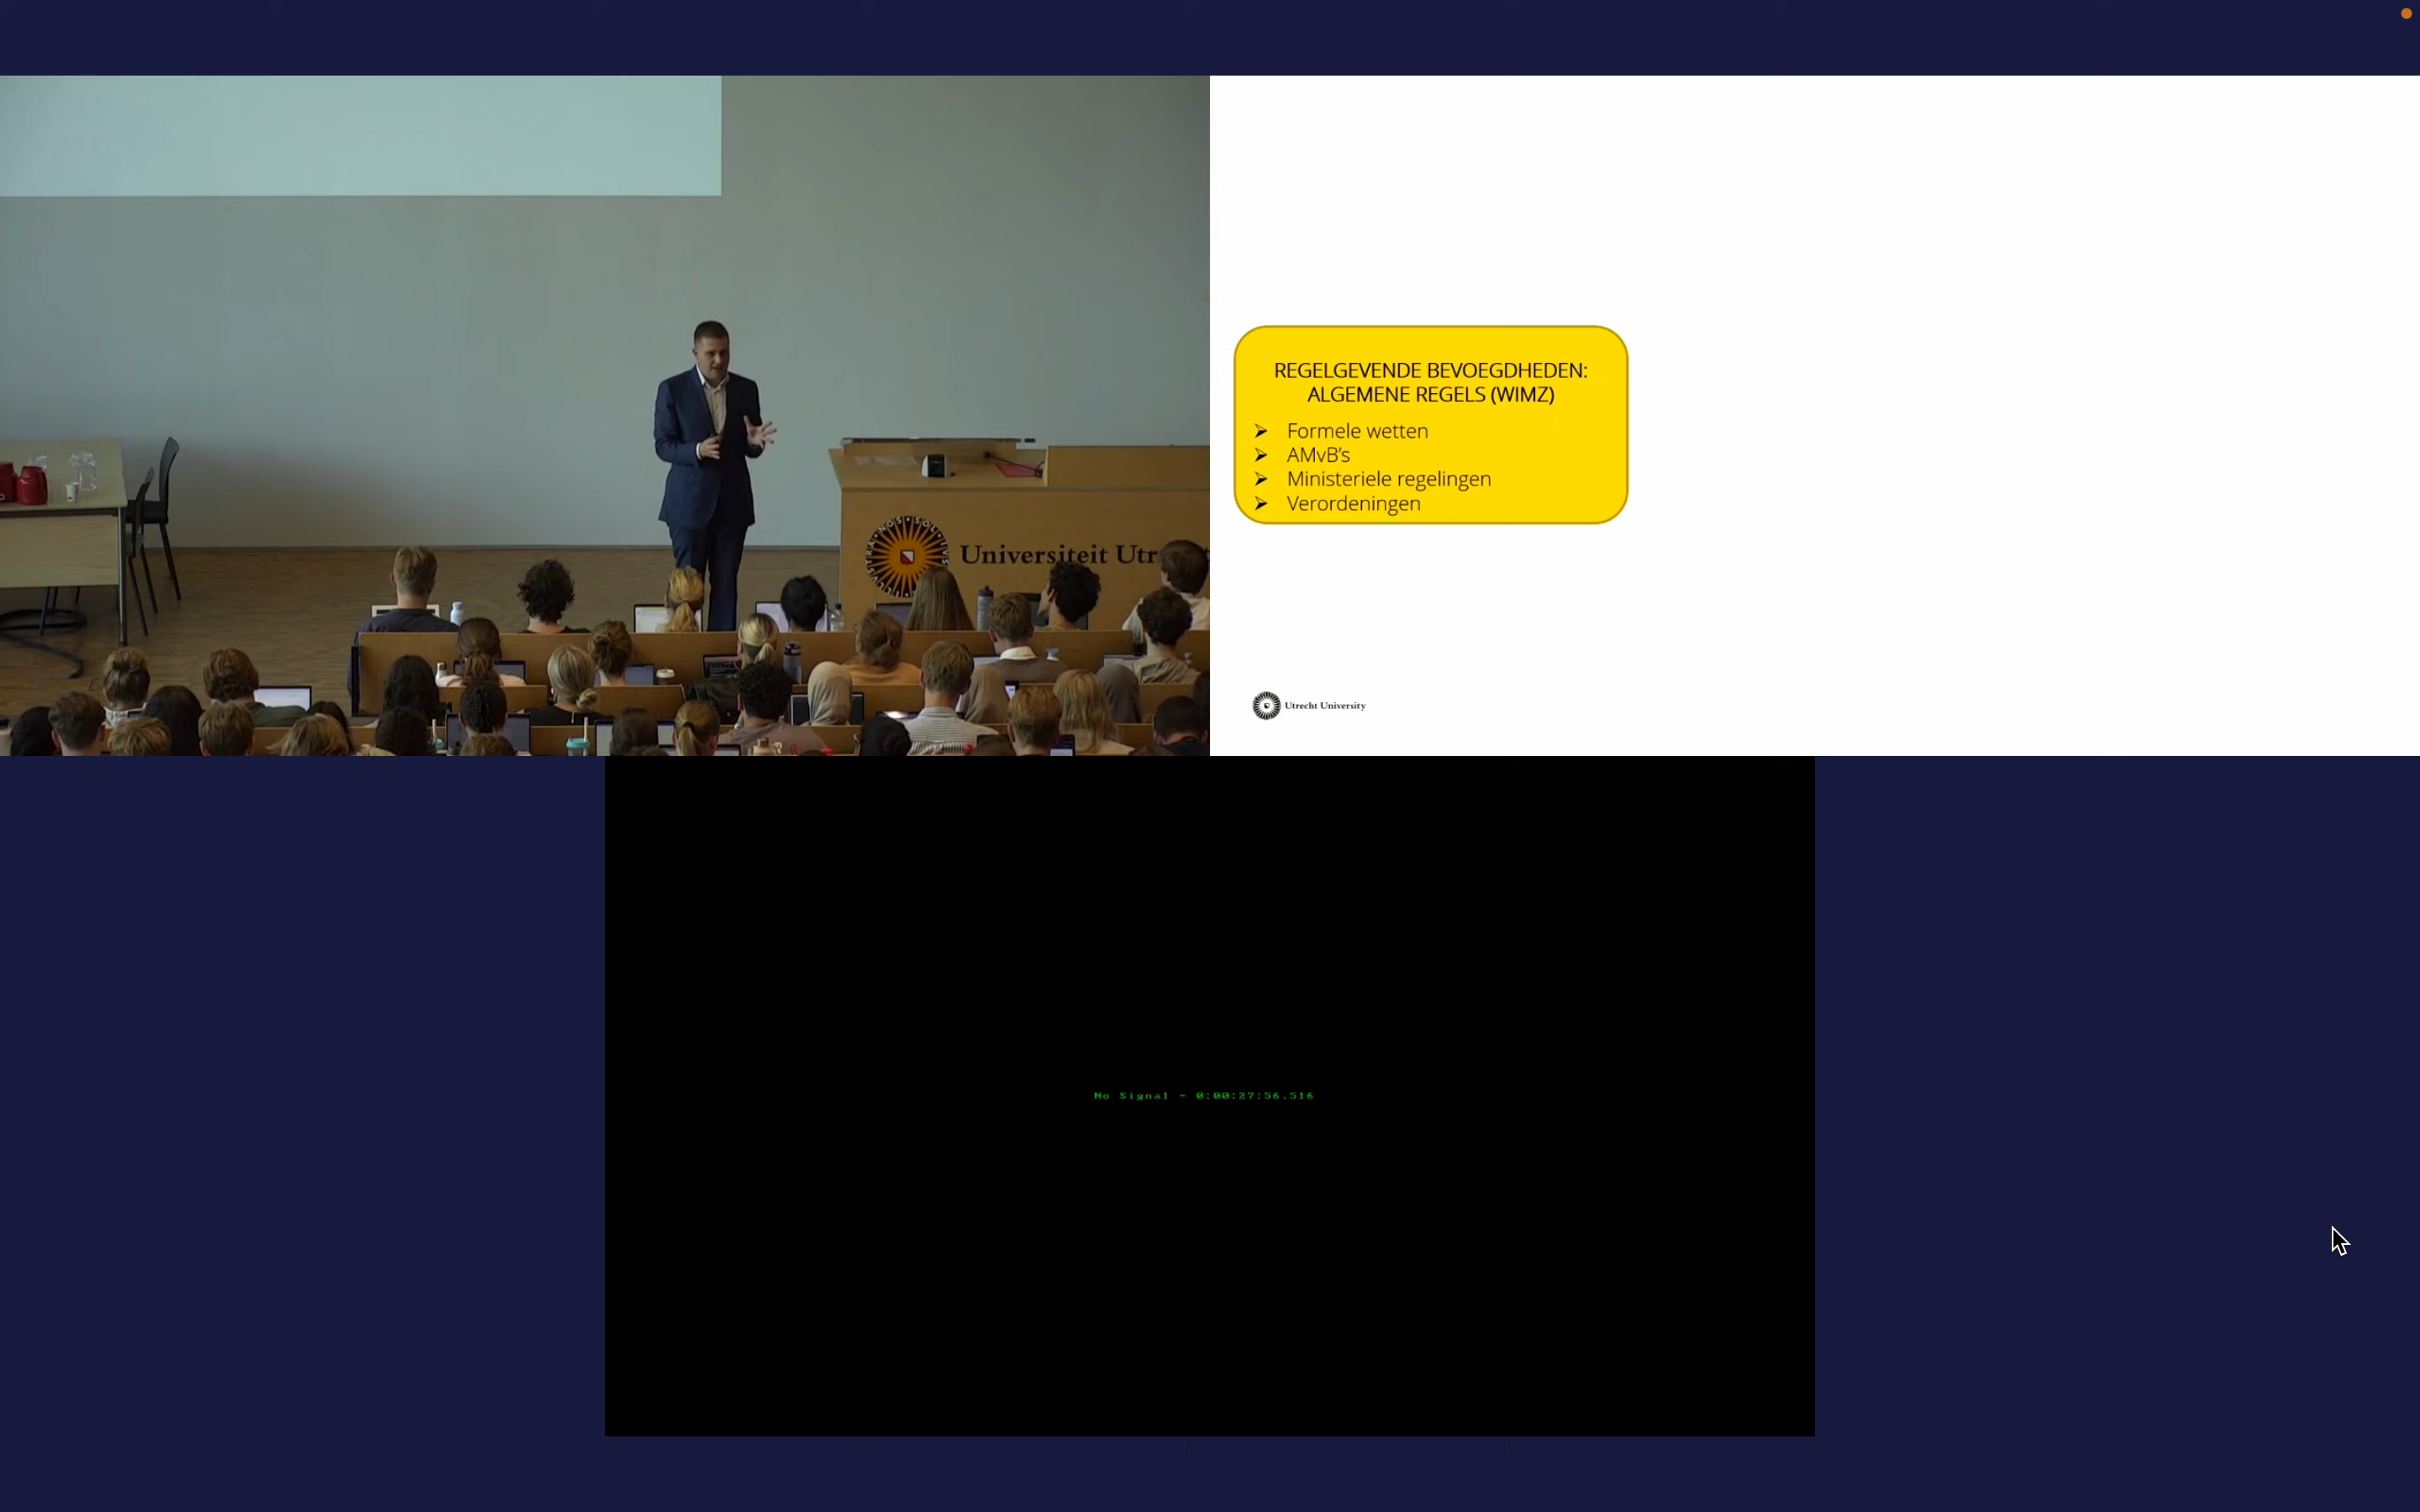 REGELGEVENDE BEVOEGDHEDEN:
ALGEMENE REGELS (WIMZ)
➢ Formele wetten
➢ AMvB's
➢ Ministeriele regelingen
➢ Verordeningen
Universiteit Utr
Utrecht University
No Signal - 0:00:27:56.516